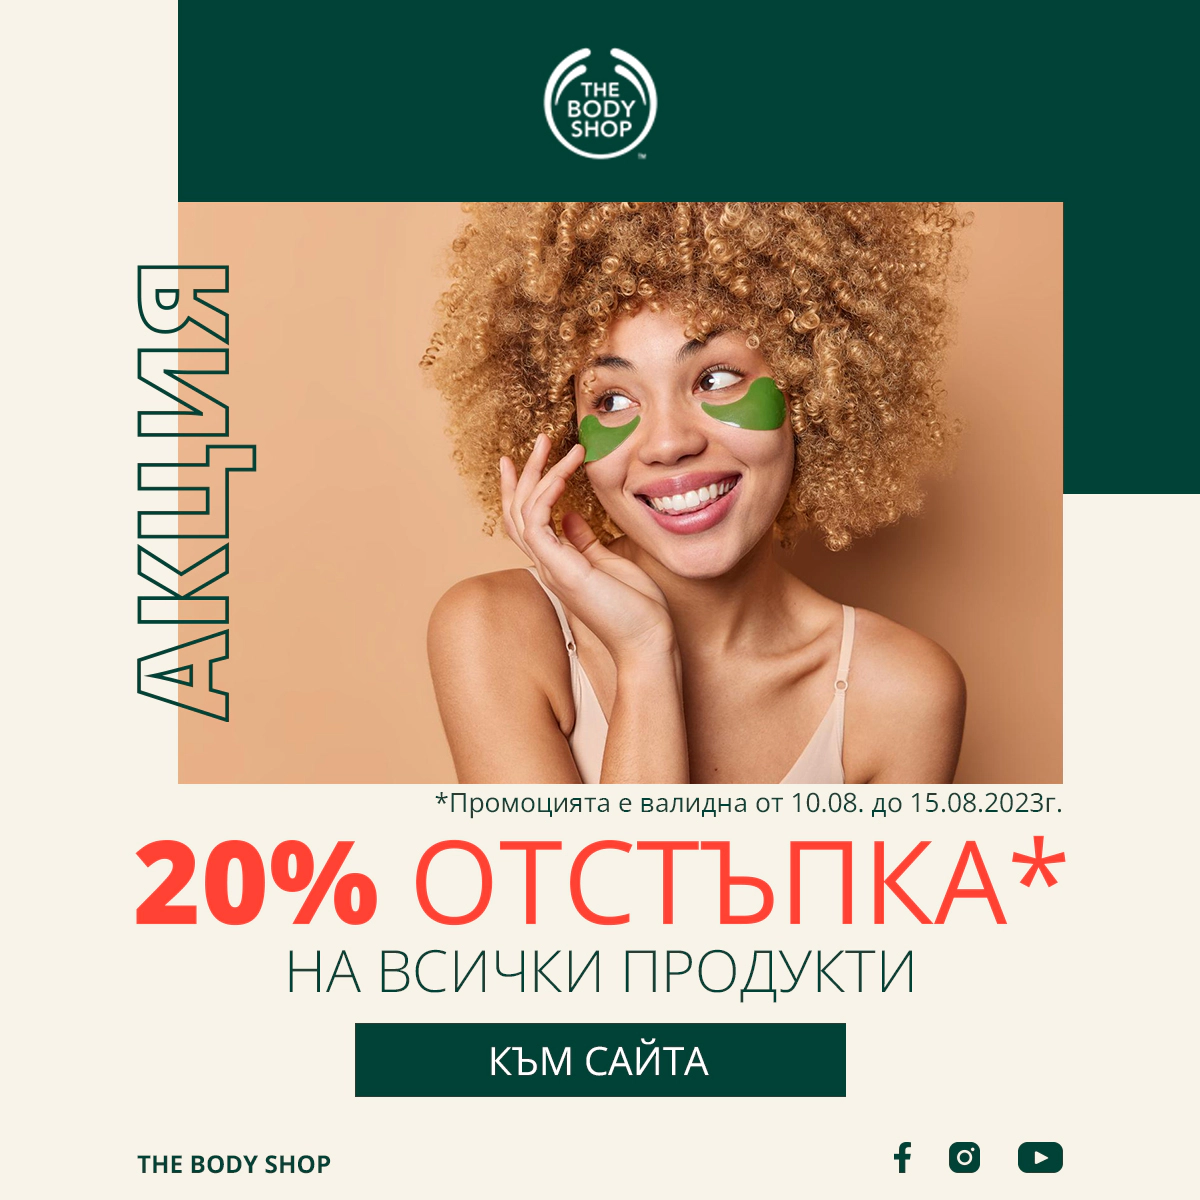 THE
BODY
SHOP
™
АКЦИЯ
*Промоцията е валидна от 10.08. до 15.08.2023г.
20% ОТСТЪПКА*
НА ВСИЧКИ ПРОДУКТИ
КЪМ САЙТА
THE BODY SHOP